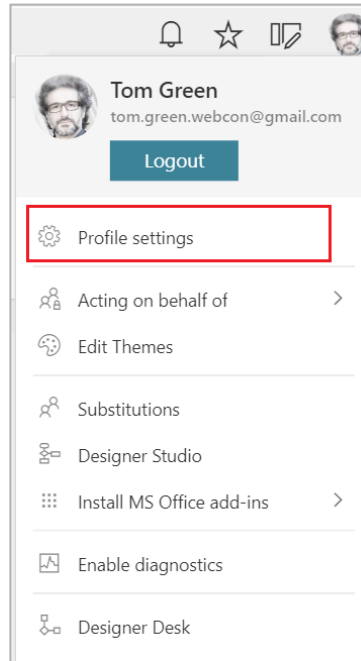 Tom Green
tom.green.webcon@gmail.com
Logout
Profile settings
Acting on behalf of
Edit Themes
Substitutions
Designer Studio
Install MS Office add-ins
Enable diagnostics
Designer Desk